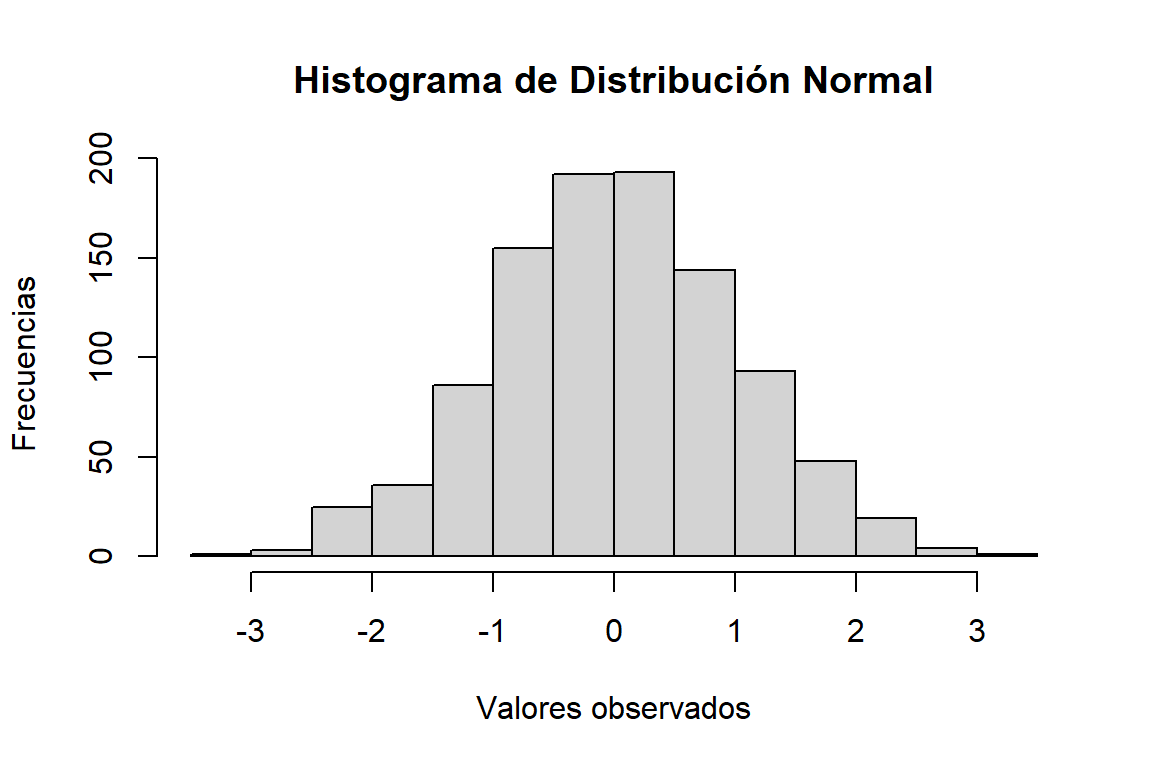 Histograma de Distribución Normal
200
150
100
50
0
Frecuencias
-3 -2 -1 0 1 2 3
Valores observados